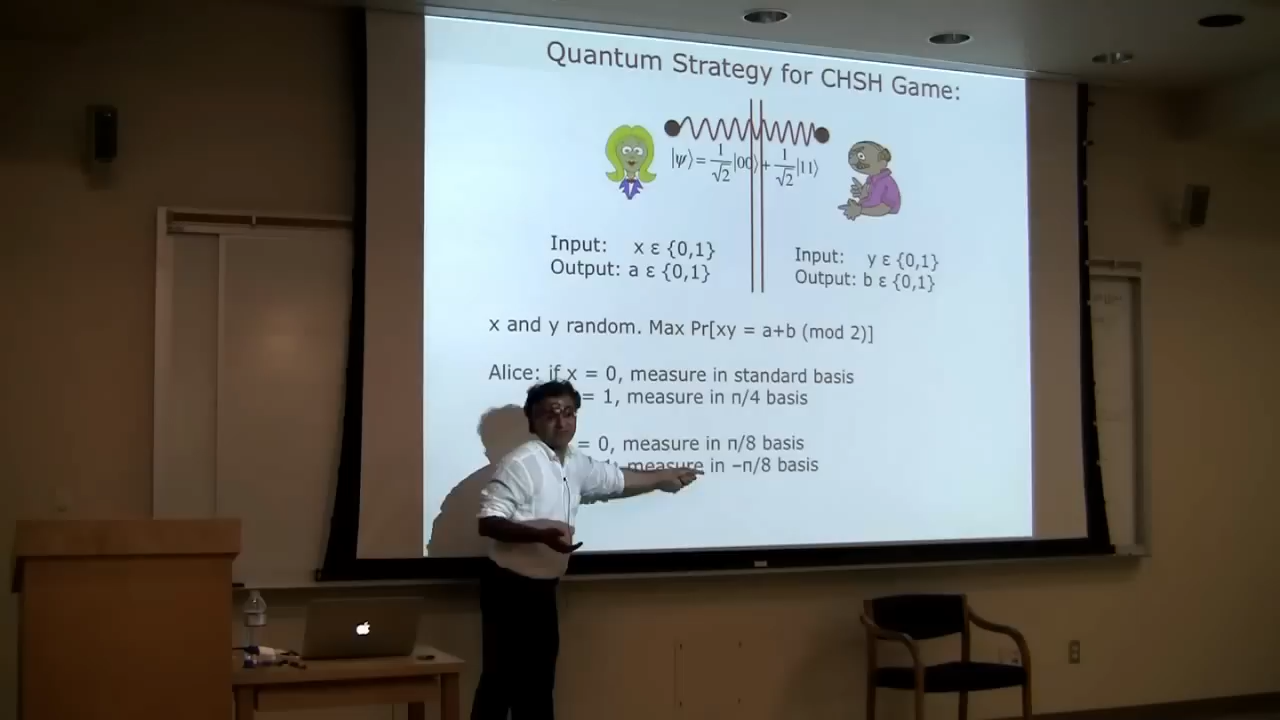 Quantum Strategy for CHSH Game:
|ψ⟩ = 1/√2 |00⟩ + 1/√2 |11⟩
Input: x ε {0,1}
Output: a ε {0,1}
Input: y ε {0,1}
Output: b ε {0,1}
x and y random. Max Pr[xy = a+b (mod 2)]
Alice: if x = 0, measure in standard basis
= 1, measure in π/4 basis
= 0, measure in π/8 basis
measure in −π/8 basis